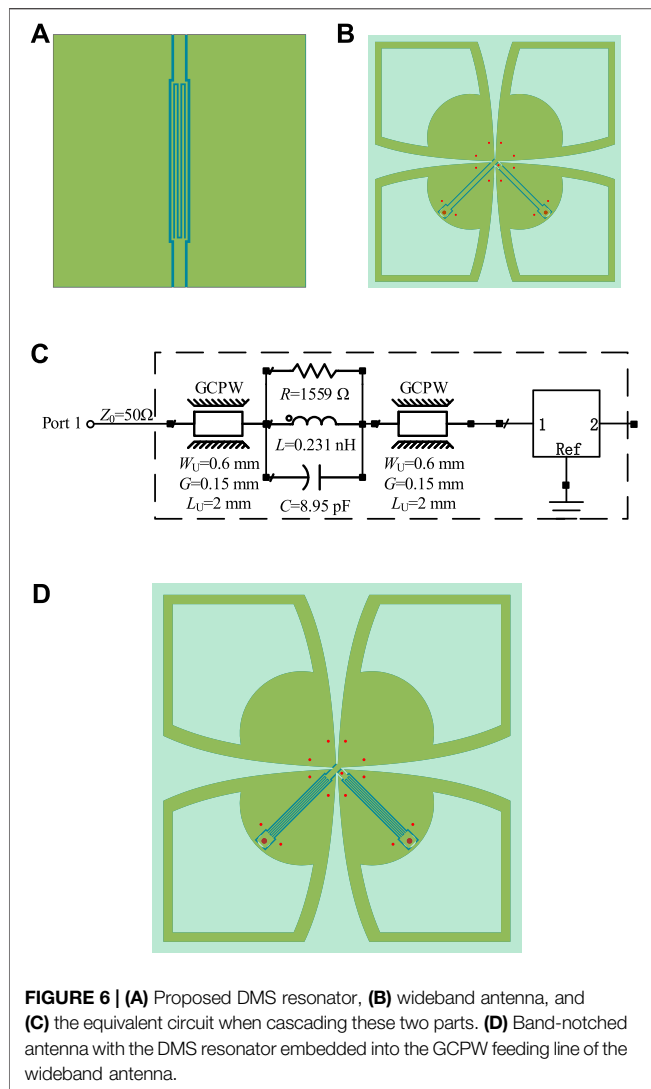 A
B
C
GCPW
R=1559 Ω
GCPW
Port 1
Z0=50Ω
L=0.231 nH
1
2
Ref
WU=0.6 mm
G=0.15 mm
LU=2 mm
C=8.95 pF
WU=0.6 mm
G=0.15 mm
LU=2 mm
D
FIGURE 6 | (A) Proposed DMS resonator, (B) wideband antenna, and
(C) the equivalent circuit when cascading these two parts. (D) Band-notched
antenna with the DMS resonator embedded into the GCPW feeding line of the
wideband antenna.